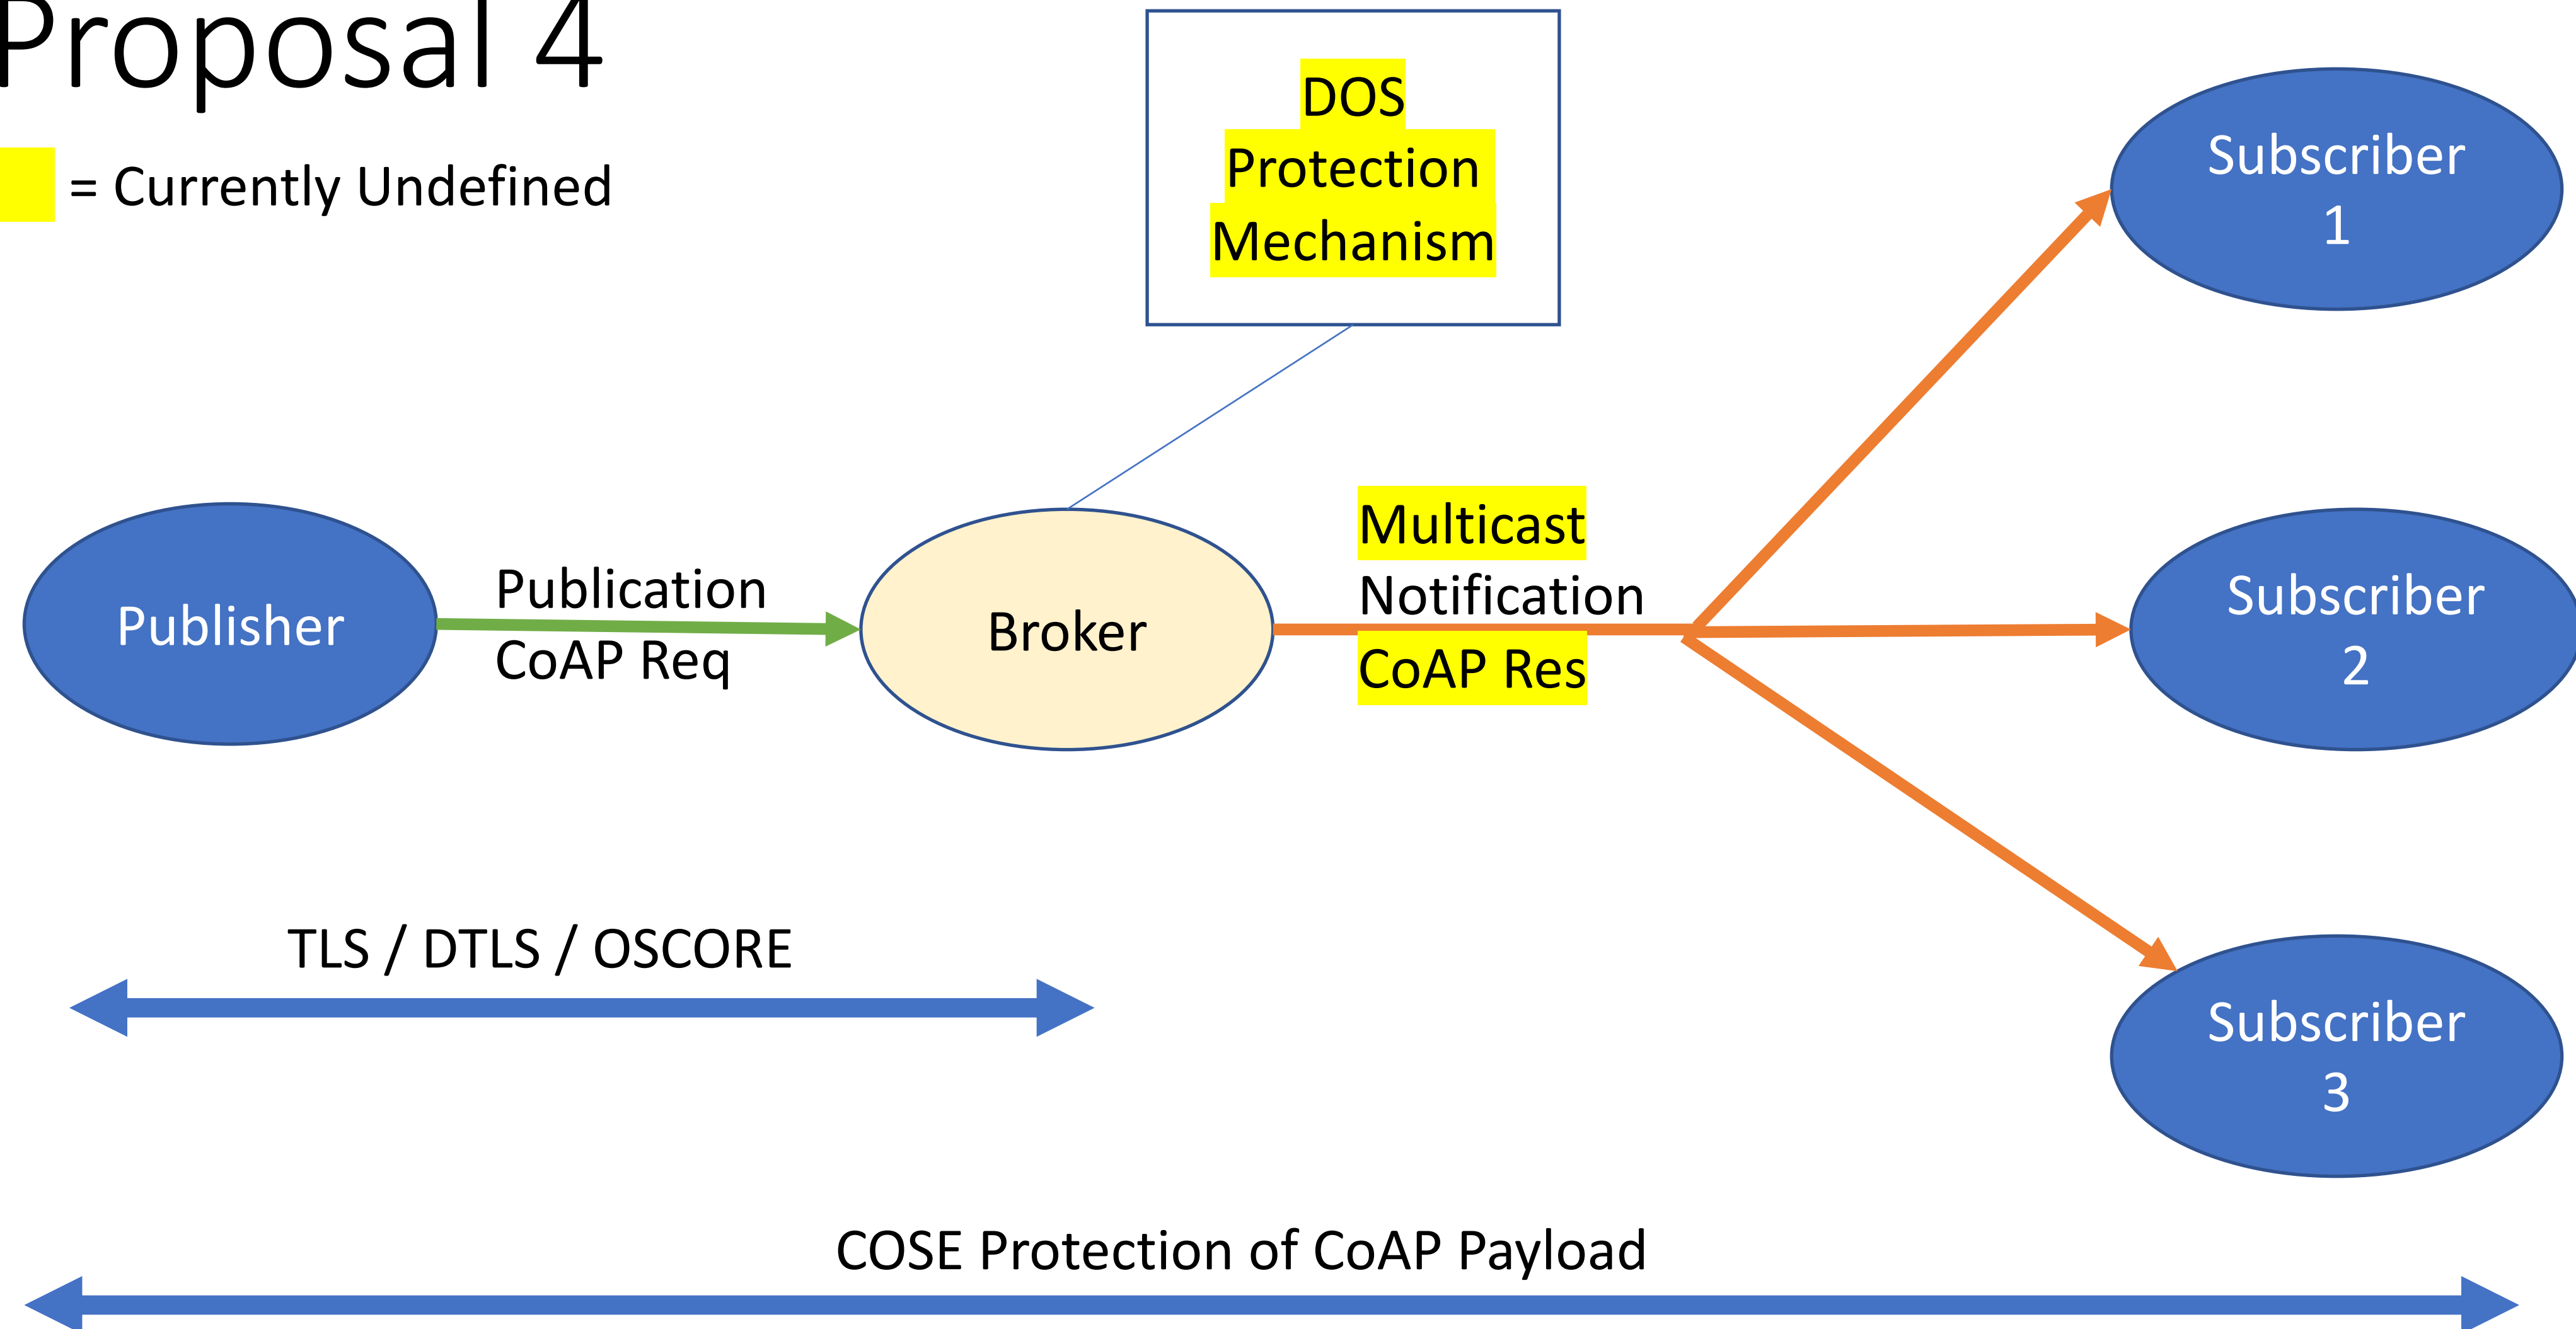 Proposal 4
= Currently Undefined
DOS
Protection
Mechanism
Subscriber
1
Publisher
Publication
CoAP Req
Broker
Multicast
Notification
CoAP Res
Subscriber
2
TLS / DTLS / OSCORE
Subscriber
3
COSE Protection of CoAP Payload